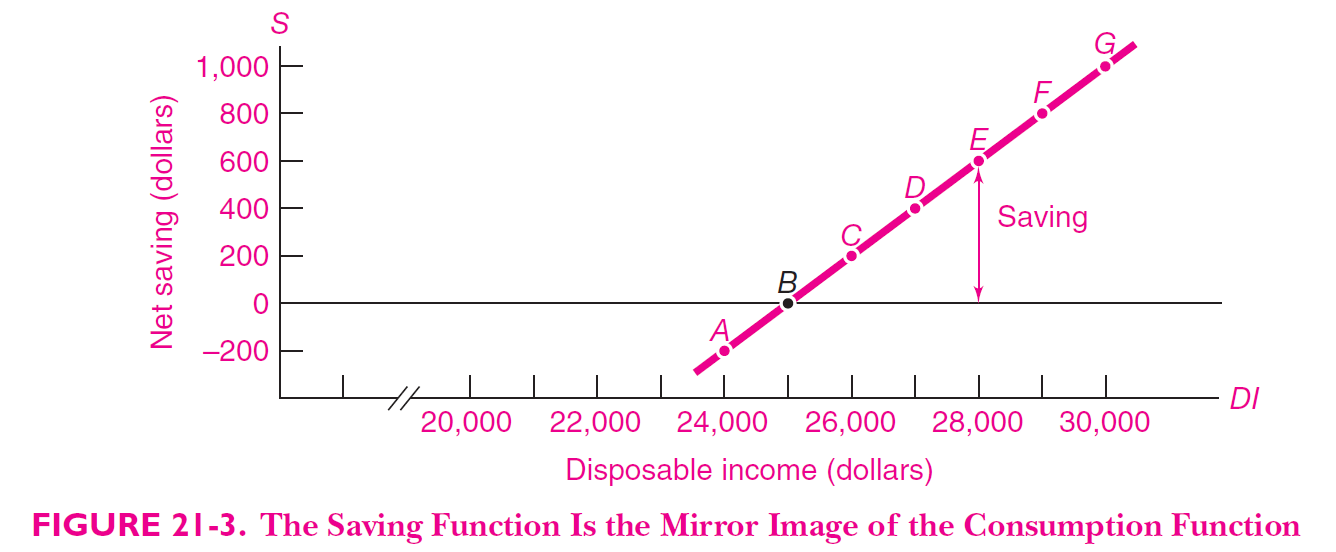 S
1,000
800
600
400
200
0
–200
Net saving (dollars)
G
F
E
D
C
B
A
Saving
DI
20,000 22,000 24,000 26,000 28,000 30,000
Disposable income (dollars)
FIGURE 21-3. The Saving Function Is the Mirror Image of the Consumption Function